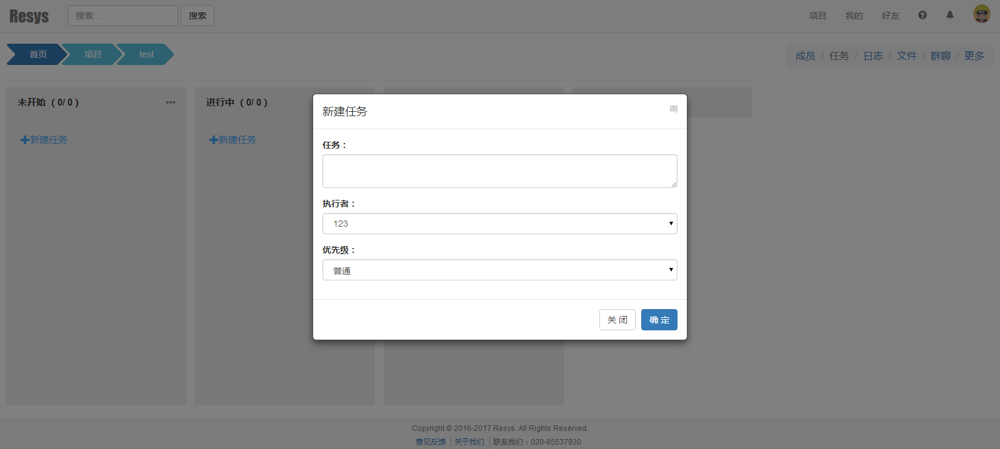 Resys 搜索... 搜索 项目 我的 好友
首页 项目 test 成员 / 任务 / 日志 / 文件 / 群聊 / 更多
未开始 ( 0/ 0 ) 进行中 ( 0/ 0 )
新建任务 新建任务
新建任务
任务：
执行者：
123
优先级：
普通
关 闭 确 定
Copyright © 2016-2017 Resys. All Rights Reserved.
意见反馈 关于我们 联系我们：020-85537930